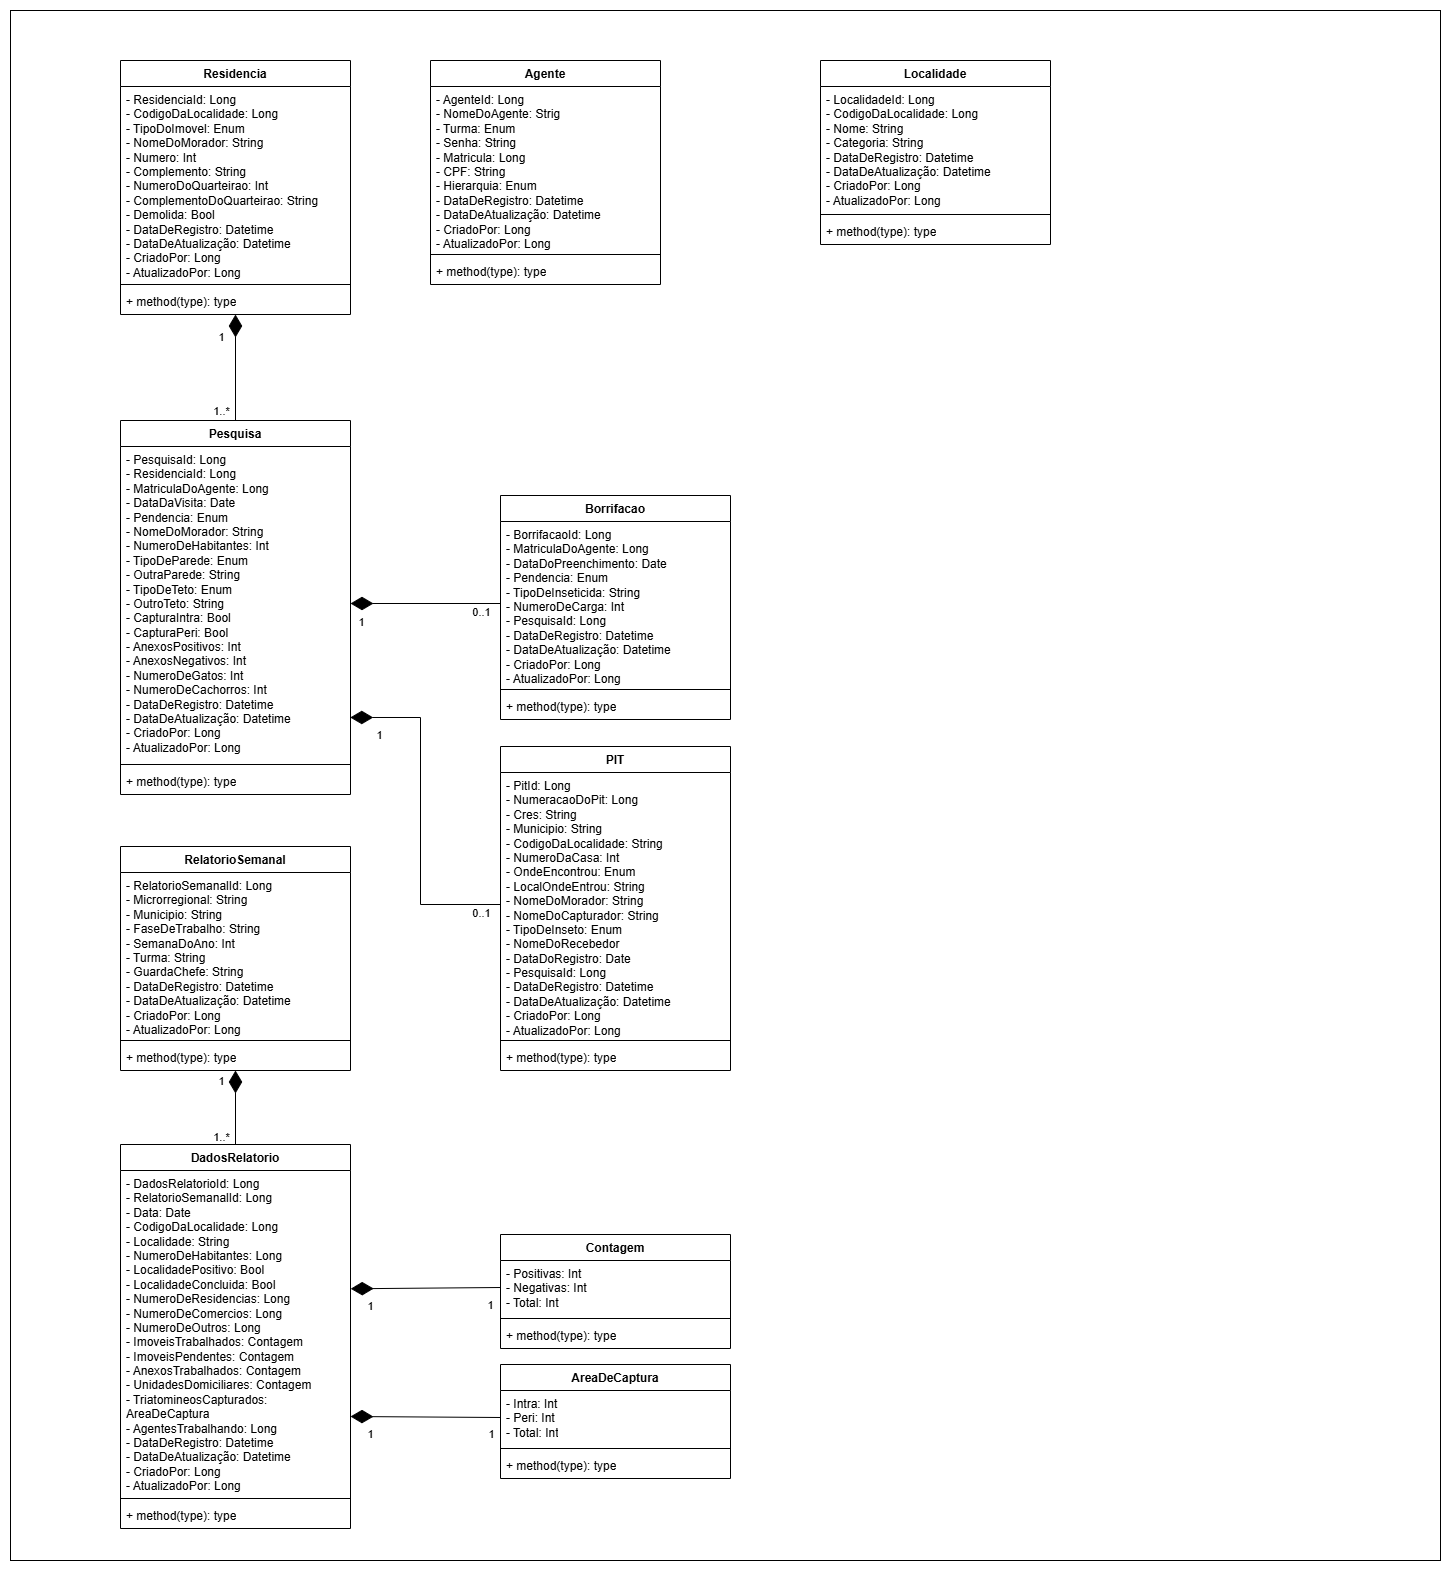 Residencia
- ResidenciaId: Long
- CodigoDaLocalidade: Long
- TipoDoImovel: Enum
- NomeDoMorador: String
- Numero: Int
- Complemento: String
- NumeroDoQuarteirao: Int
- ComplementoDoQuarteirao: String
- Demolida: Bool
- DataDeRegistro: Datetime
- DataDeAtualização: Datetime
- CriadoPor: Long
- AtualizadoPor: Long
+ method(type): type
Agente
- AgenteId: Long
- NomeDoAgente: Strig
- Turma: Enum
- Senha: String
- Matricula: Long
- CPF: String
- Hierarquia: Enum
- DataDeRegistro: Datetime
- DataDeAtualização: Datetime
- CriadoPor: Long
- AtualizadoPor: Long
+ method(type): type
Localidade
- LocalidadeId: Long
- CodigoDaLocalidade: Long
- Nome: String
- Categoria: String
- DataDeRegistro: Datetime
- DataDeAtualização: Datetime
- CriadoPor: Long
- AtualizadoPor: Long
+ method(type): type
1
1..*
Pesquisa
- PesquisaId: Long
- ResidenciaId: Long
- MatriculaDoAgente: Long
- DataDaVisita: Date
- Pendencia: Enum
- NomeDoMorador: String
- NumeroDeHabitantes: Int
- TipoDeParede: Enum
- OutraParede: String
- TipoDeTeto: Enum
- OutroTeto: String
- CapturaIntra: Bool
- CapturaPeri: Bool
- AnexosPositivos: Int
- AnexosNegativos: Int
- NumeroDeGatos: Int
- NumeroDeCachorros: Int
- DataDeRegistro: Datetime
- DataDeAtualização: Datetime
- CriadoPor: Long
- AtualizadoPor: Long
+ method(type): type
1
0..1
Borrifacao
- BorrifacaoId: Long
- MatriculaDoAgente: Long
- DataDoPreenchimento: Date
- Pendencia: Enum
- TipoDeInseticida: String
- NumeroDeCarga: Int
- PesquisaId: Long
- DataDeRegistro: Datetime
- DataDeAtualização: Datetime
- CriadoPor: Long
- AtualizadoPor: Long
+ method(type): type
1
0..1
PIT
- PitId: Long
- NumeracaoDoPit: Long
- Cres: String
- Municipio: String
- CodigoDaLocalidade: String
- NumeroDaCasa: Int
- OndeEncontrou: Enum
- LocalOndeEntrou: String
- NomeDoMorador: String
- NomeDoCapturador: String
- TipoDeInseto: Enum
- NomeDoRecebedor
- DataDoRegistro: Date
- PesquisaId: Long
- DataDeRegistro: Datetime
- DataDeAtualização: Datetime
- CriadoPor: Long
- AtualizadoPor: Long
+ method(type): type
RelatorioSemanal
- RelatorioSemanalId: Long
- Microrregional: String
- Municipio: String
- FaseDeTrabalho: String
- SemanaDoAno: Int
- Turma: String
- GuardaChefe: String
- DataDeRegistro: Datetime
- DataDeAtualização: Datetime
- CriadoPor: Long
- AtualizadoPor: Long
+ method(type): type
1
1..*
DadosRelatorio
- DadosRelatorioId: Long
- RelatorioSemanalId: Long
- Data: Date
- CodigoDaLocalidade: Long
- Localidade: String
- NumeroDeHabitantes: Long
- LocalidadePositivo: Bool
- LocalidadeConcluida: Bool
- NumeroDeResidencias: Long
- NumeroDeComercios: Long
- NumeroDeOutros: Long
- ImoveisTrabalhados: Contagem
- ImoveisPendentes: Contagem
- AnexosTrabalhados: Contagem
- UnidadesDomiciliares: Contagem
- TriatomineosCapturados:
AreaDeCaptura
- AgentesTrabalhando: Long
- DataDeRegistro: Datetime
- DataDeAtualização: Datetime
- CriadoPor: Long
- AtualizadoPor: Long
+ method(type): type
1
1
Contagem
- Positivas: Int
- Negativas: Int
- Total: Int
+ method(type): type
1
1
AreaDeCaptura
- Intra: Int
- Peri: Int
- Total: Int
+ method(type): type